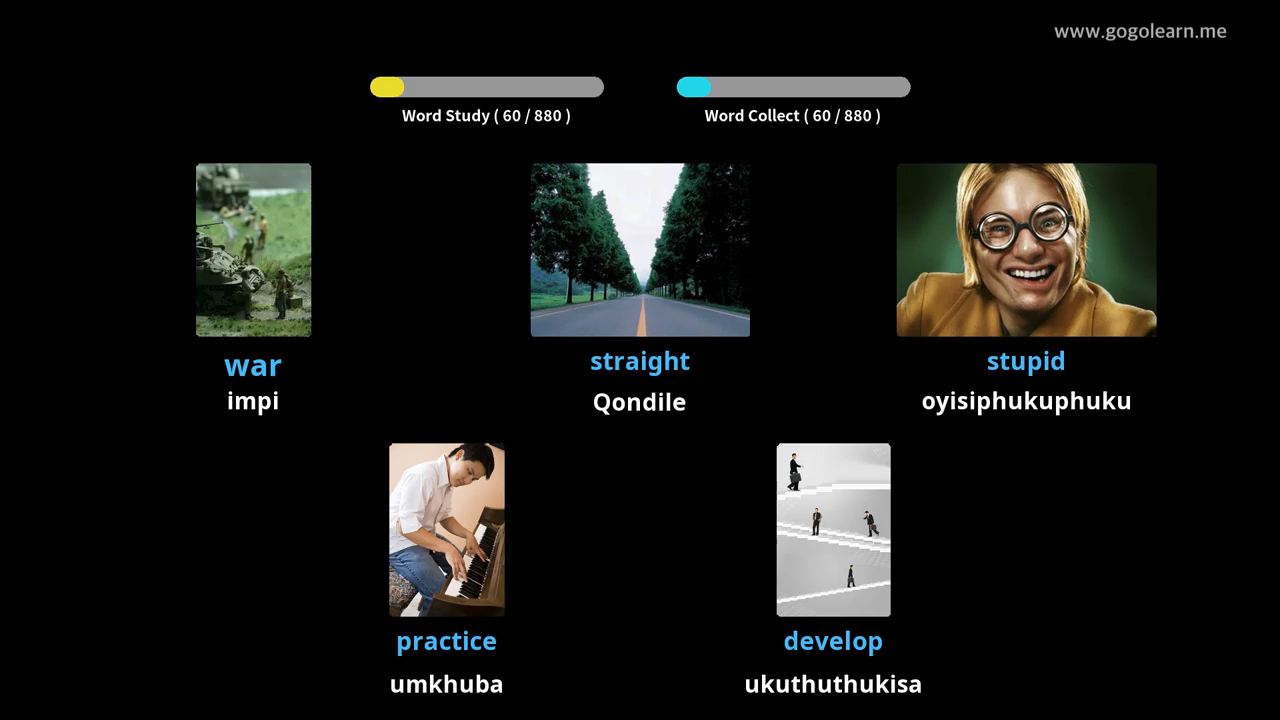 www.gogolearn.me
Word Study ( 60 / 880 )
Word Collect ( 60 / 880 )
war
impi
straight
Qondile
stupid
oyisiphukuphuku
practice
umkhuba
develop
ukuthuthukisa